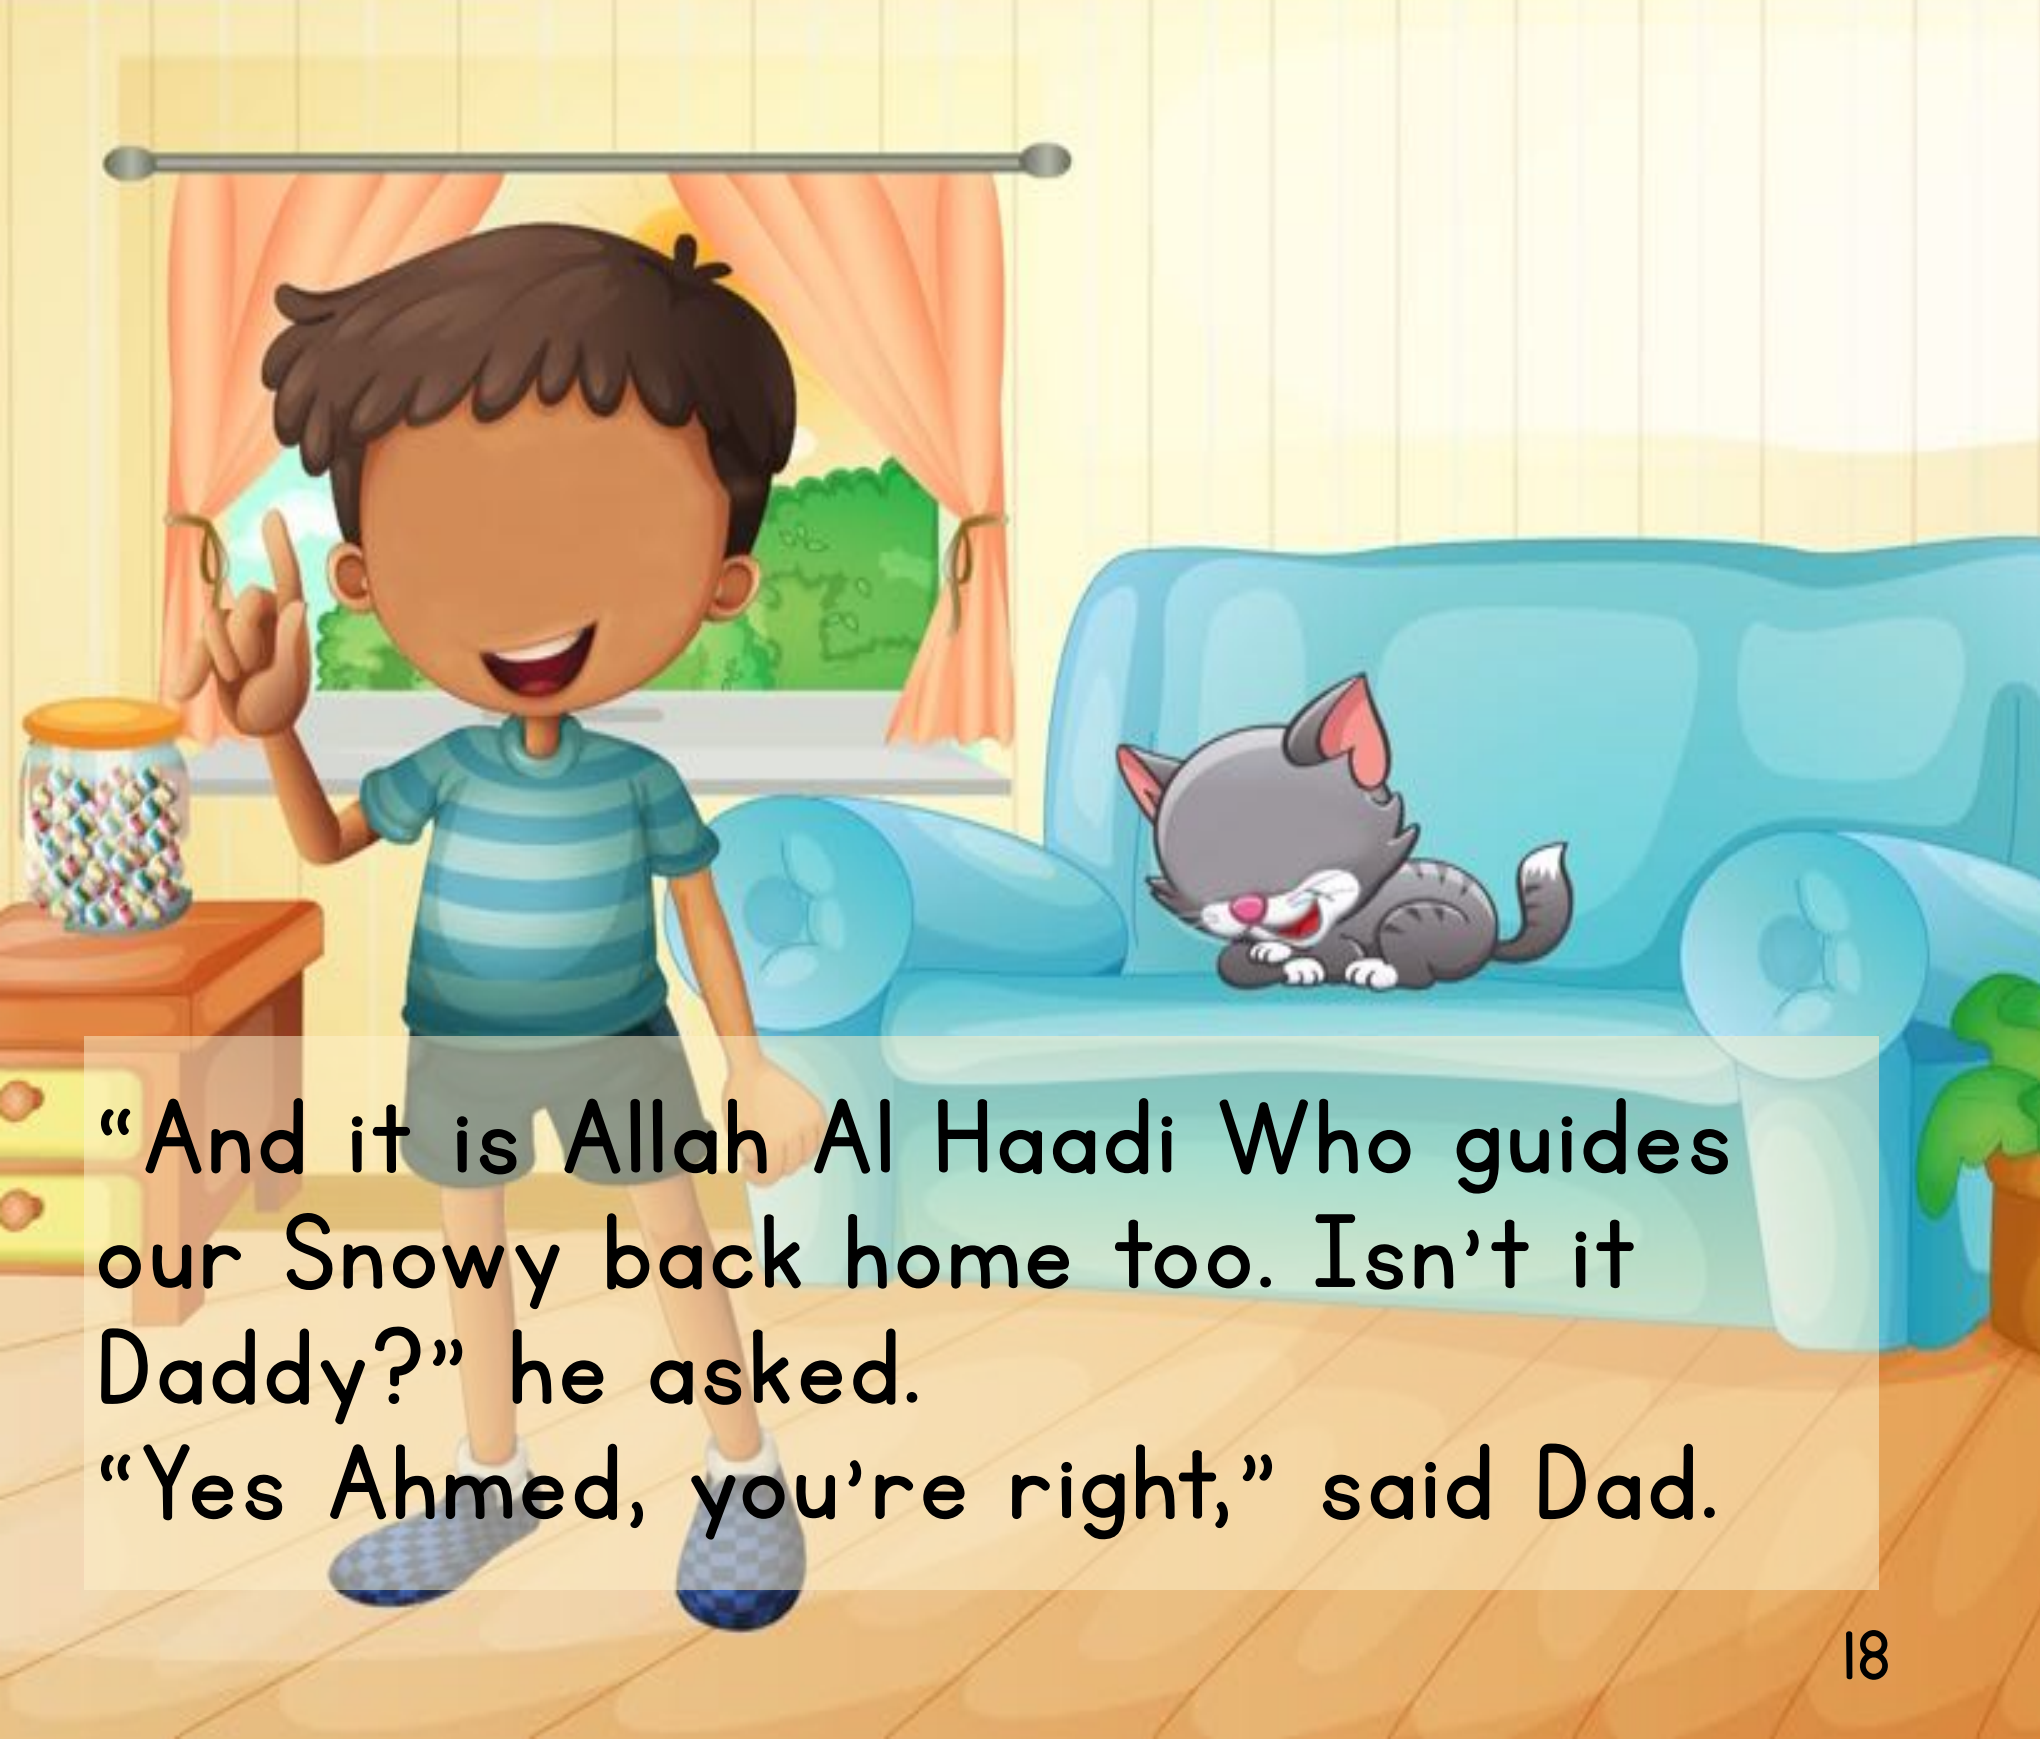 “And it is Allah Al Haadi Who guides
our Snowy back home too. Isn’t it
Daddy?” he asked.
“Yes Ahmed, you’re right,” said Dad.
18